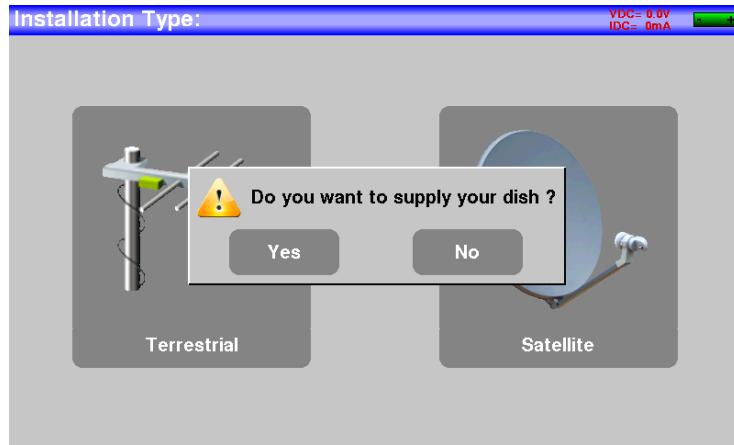 Installation Type:
VDC= 0.0V
IDC= 0mA
- +
Do you want to supply your dish ?
Yes
No
Terrestrial
Satellite